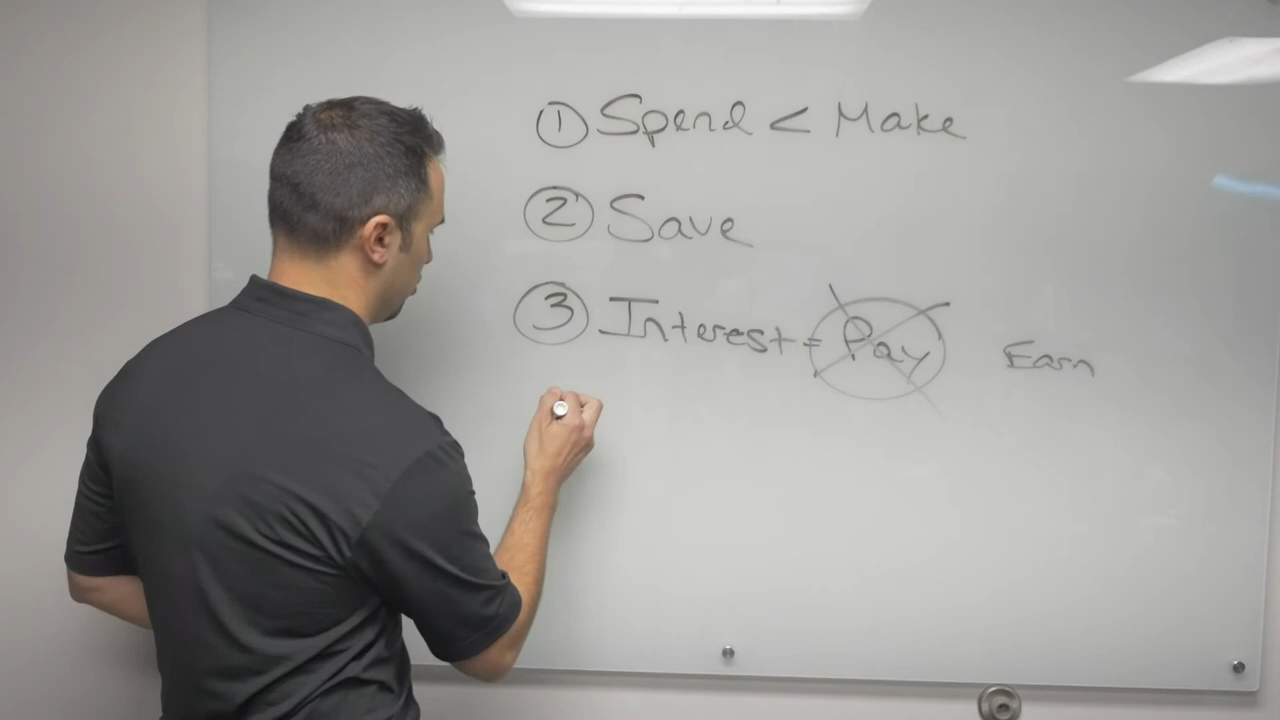 ① Spend < Make
② Save
③ Interest = Pay Earn